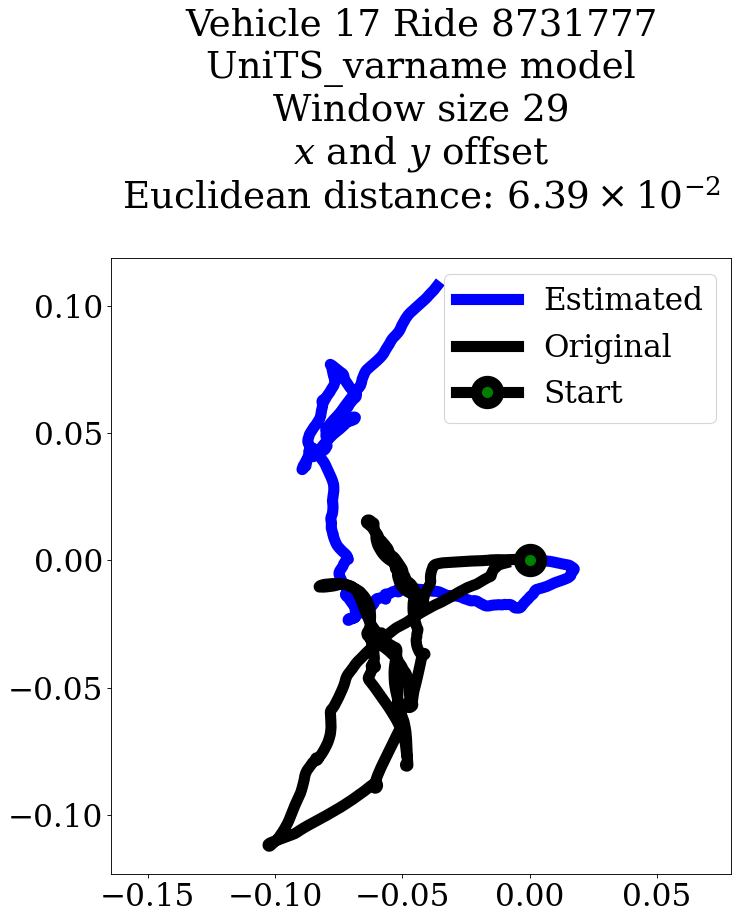 Vehicle 17 Ride 8731777
UniTS_varname model
Window size 29
x and y offset
Euclidean distance: 6.39 × 10⁻²
Estimated
Original
Start
0.10
0.05
0.00
−0.05
−0.10
−0.15
−0.10
−0.05
0.00
0.05